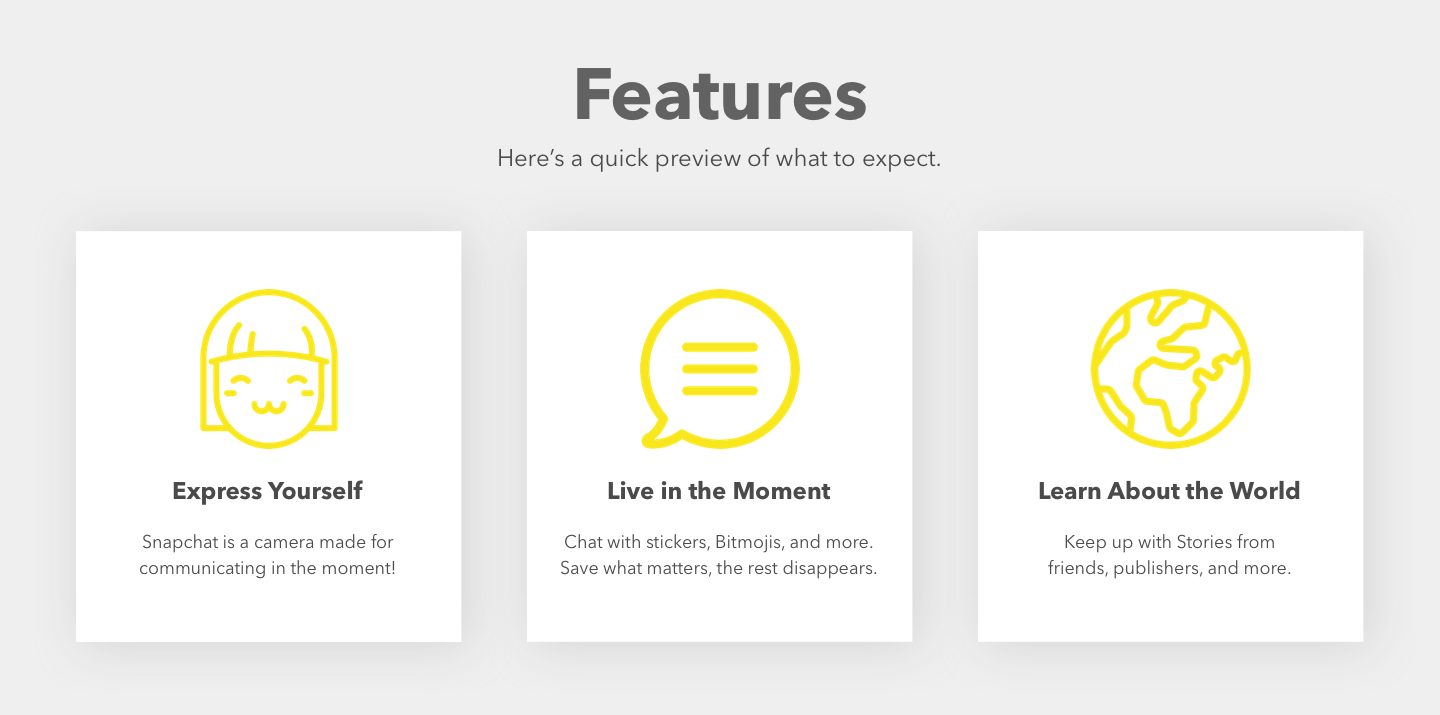 Features
Here’s a quick preview of what to expect.
Express Yourself
Snapchat is a camera made for
communicating in the moment!
Live in the Moment
Chat with stickers, Bitmojis, and more.
Save what matters, the rest disappears.
Learn About the World
Keep up with Stories from
friends, publishers, and more.